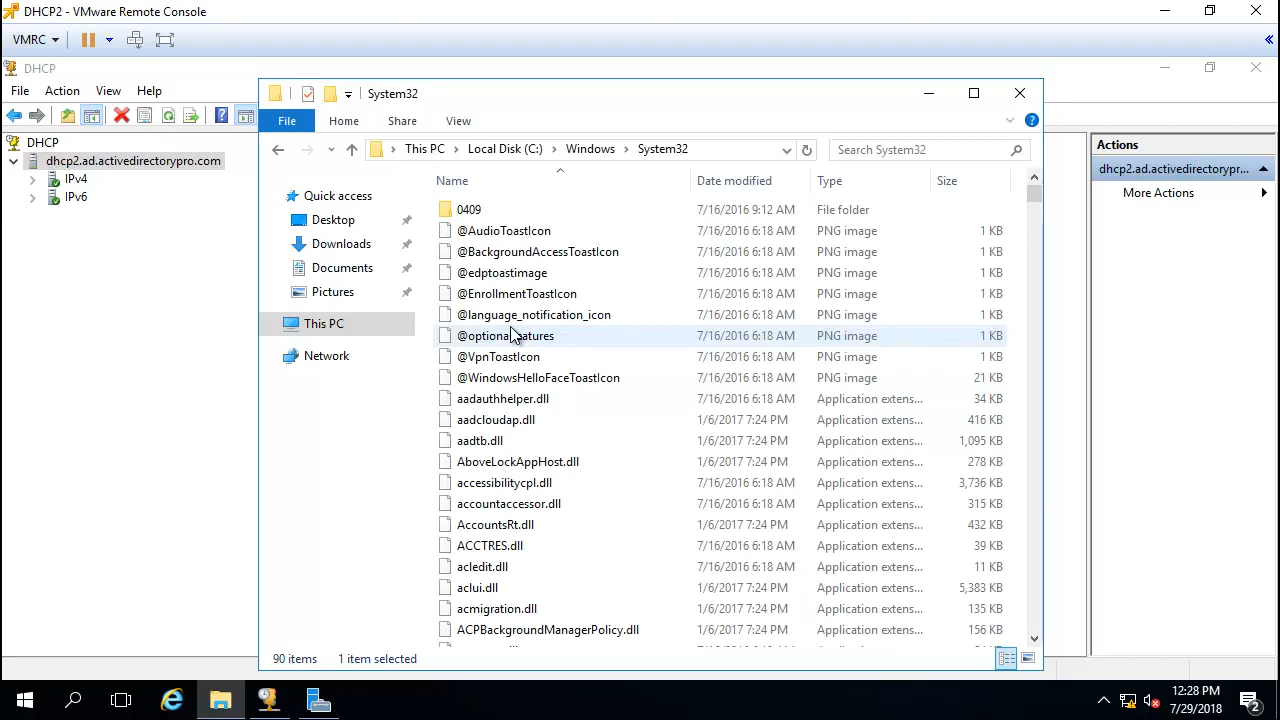 DHCP2 - VMware Remote Console
VMRC
DHCP
File Action View Help
DHCP
dhcp2.ad.activedirectorypro.com
IPv4
IPv6
System32
File Home Share View
This PC Local Disk (C:) Windows System32
Search System32
Quick access
Desktop
Downloads
Documents
Pictures
This PC
Network
Name Date modified Type Size
0409 7/16/2016 9:12 AM File folder
@AudioToastIcon 7/16/2016 6:18 AM PNG image 1 KB
@BackgroundAccessToastIcon 7/16/2016 6:18 AM PNG image 1 KB
@edptoastimage 7/16/2016 6:18 AM PNG image 1 KB
@EnrollmentToastIcon 7/16/2016 6:18 AM PNG image 1 KB
@language_notification_icon 7/16/2016 6:18 AM PNG image 1 KB
@optionalfeatures 7/16/2016 6:18 AM PNG image 1 KB
@VpnToastIcon 7/16/2016 6:18 AM PNG image 1 KB
@WindowsHelloFaceToastIcon 7/16/2016 6:18 AM PNG image 21 KB
aadauthhelper.dll 7/16/2016 6:18 AM Application extens... 34 KB
aadcloudap.dll 1/6/2017 7:24 PM Application extens... 416 KB
aadtb.dll 1/6/2017 7:24 PM Application extens... 1,095 KB
AboveLockAppHost.dll 1/6/2017 7:24 PM Application extens... 278 KB
accessibilitycpl.dll 7/16/2016 6:18 AM Application extens... 3,736 KB
accountaccessor.dll 7/16/2016 6:18 AM Application extens... 315 KB
AccountsRt.dll 1/6/2017 7:24 PM Application extens... 432 KB
ACCTRES.dll 7/16/2016 6:18 AM Application extens... 39 KB
acledit.dll 7/16/2016 6:18 AM Application extens... 11 KB
aclui.dll 1/6/2017 7:24 PM Application extens... 5,383 KB
acmigration.dll 1/6/2017 7:24 PM Application extens... 135 KB
ACPBackgroundManagerPolicy.dll 1/6/2017 7:24 PM Application extens... 156 KB
90 items 1 item selected
Actions
dhcp2.ad.activedirectorypr...
More Actions
12:28 PM
7/29/2018
2